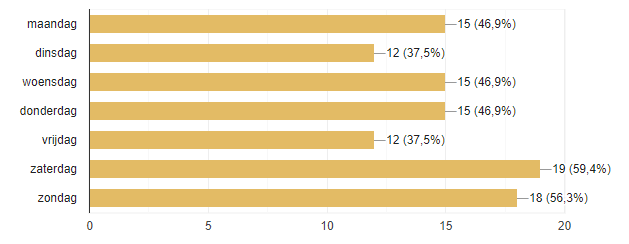 maandag 15 (46,9%)
dinsdag 12 (37,5%)
woensdag 15 (46,9%)
donderdag 15 (46,9%)
vrijdag 12 (37,5%)
zaterdag 19 (59,4%)
zondag 18 (56,3%)
0 5 10 15 20